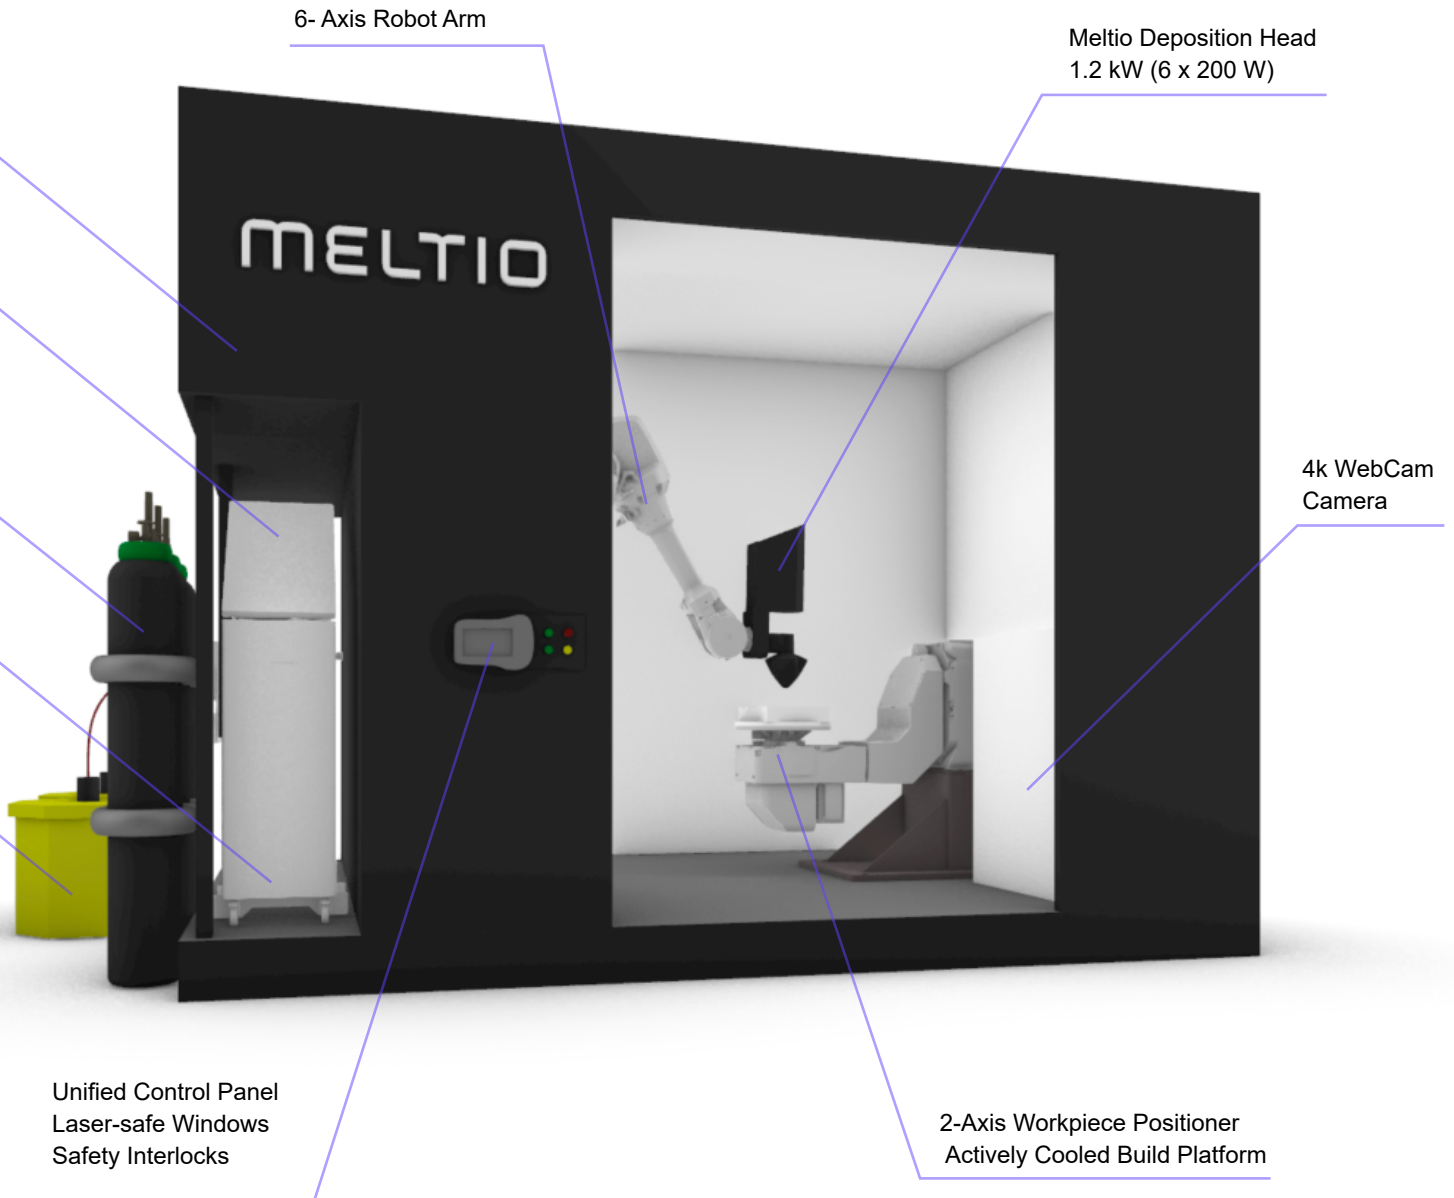 6- Axis Robot Arm
Meltio Deposition Head
1.2 kW (6 x 200 W)
MELTIO
4k WebCam
Camera
Unified Control Panel
Laser-safe Windows
Safety Interlocks
2-Axis Workpiece Positioner
Actively Cooled Build Platform